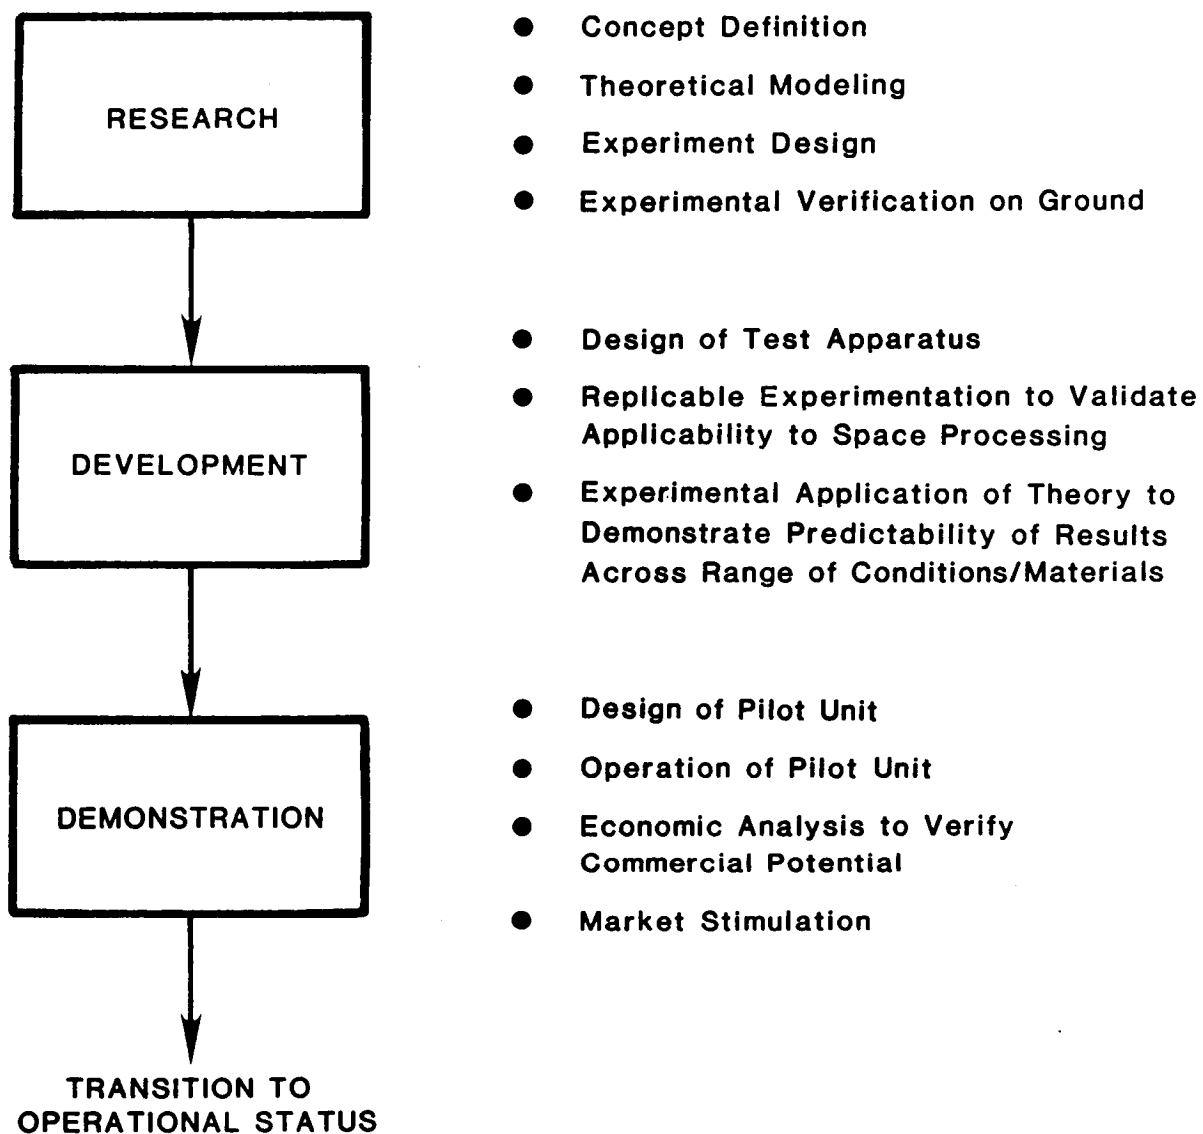 RESEARCH
● Concept Definition
● Theoretical Modeling
● Experiment Design
● Experimental Verification on Ground
DEVELOPMENT
● Design of Test Apparatus
● Replicable Experimentation to Validate
Applicability to Space Processing
● Experimental Application of Theory to
Demonstrate Predictability of Results
Across Range of Conditions/Materials
DEMONSTRATION
● Design of Pilot Unit
● Operation of Pilot Unit
● Economic Analysis to Verify
Commercial Potential
● Market Stimulation
TRANSITION TO
OPERATIONAL STATUS